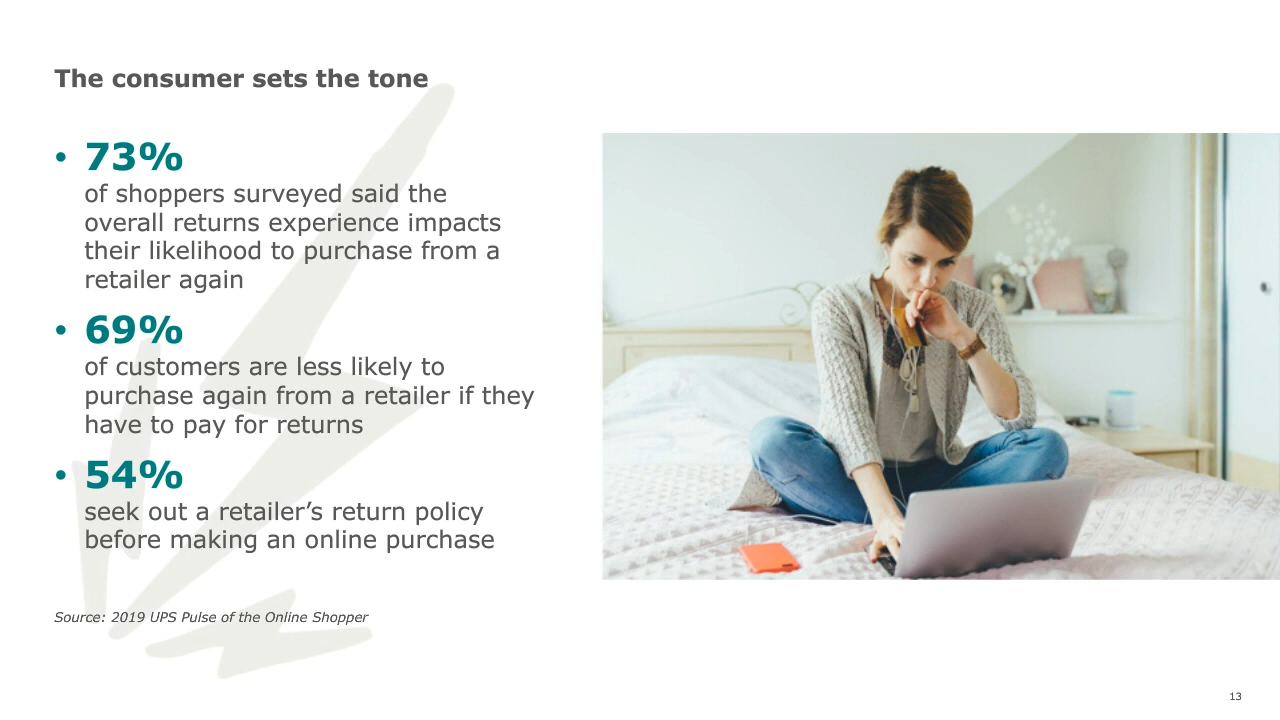 The consumer sets the tone
• 73%
of shoppers surveyed said the
overall returns experience impacts
their likelihood to purchase from a
retailer again
• 69%
of customers are less likely to
purchase again from a retailer if they
have to pay for returns
• 54%
seek out a retailer’s return policy
before making an online purchase
Source: 2019 UPS Pulse of the Online Shopper
13